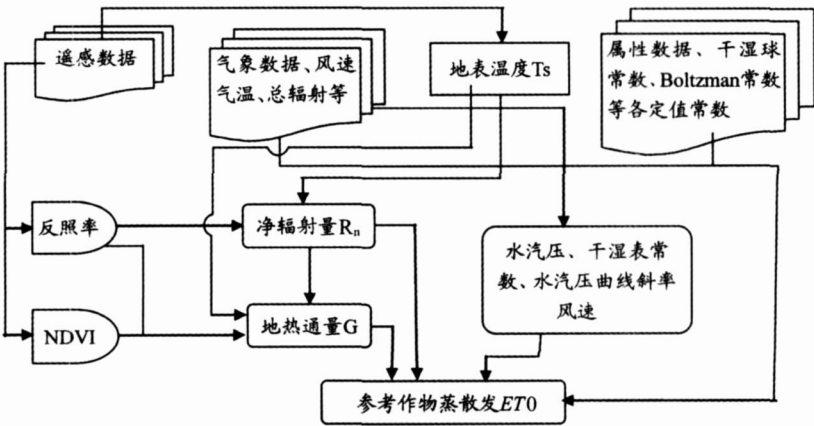 遥感数据
气象数据、风速
气温、总辐射等
地表温度Ts
属性数据、干湿球
常数、Boltzman常数
等各定值常数
反照率
净辐射量Rn
水汽压、干湿表常
数、水汽压曲线斜率
风速
NDVI
地热通量G
参考作物蒸散发ET0